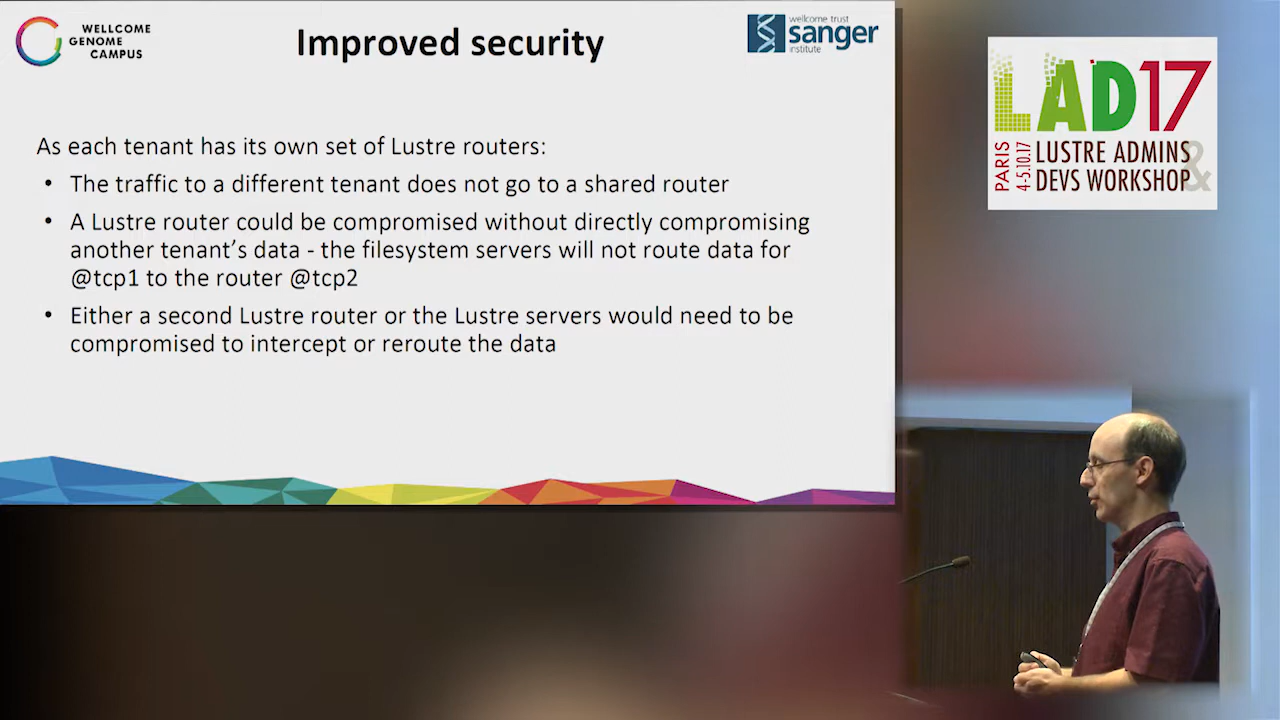 WELLCOME
GENOME
CAMPUS
Improved security
wellcome trust
sanger
institute
As each tenant has its own set of Lustre routers:
• The traffic to a different tenant does not go to a shared router
• A Lustre router could be compromised without directly compromising
another tenant’s data - the filesystem servers will not route data for
@tcp1 to the router @tcp2
• Either a second Lustre router or the Lustre servers would need to be
compromised to intercept or reroute the data
LAD17
PARIS
4-5.10.17
LUSTRE ADMINS
&
DEVS WORKSHOP